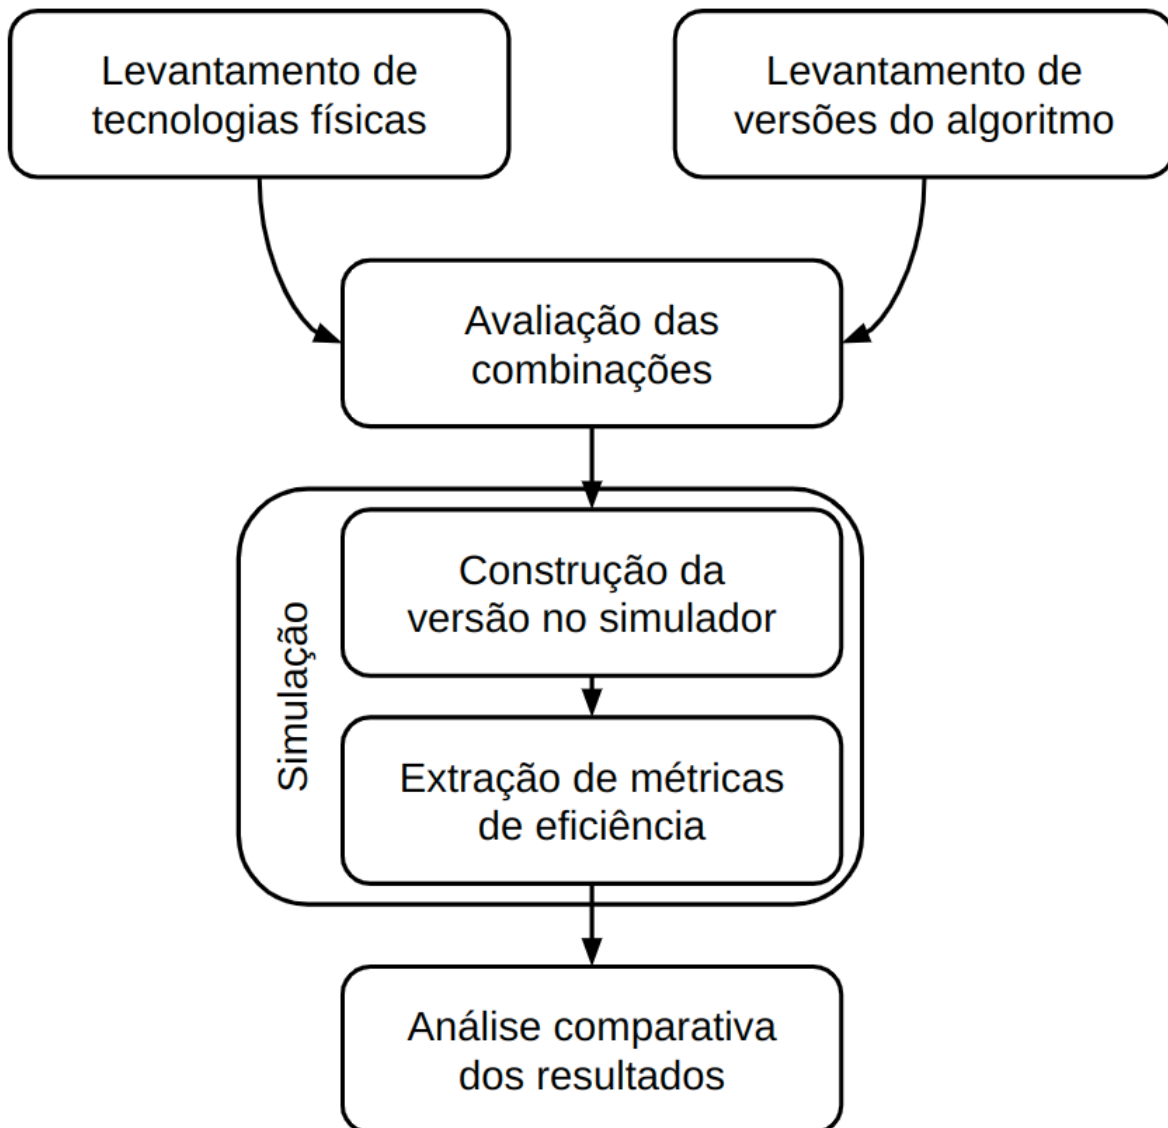 Levantamento de
tecnologias físicas
Levantamento de
versões do algoritmo
Avaliação das
combinações
Simulação
Construção da
versão no simulador
Extração de métricas
de eficiência
Análise comparativa
dos resultados